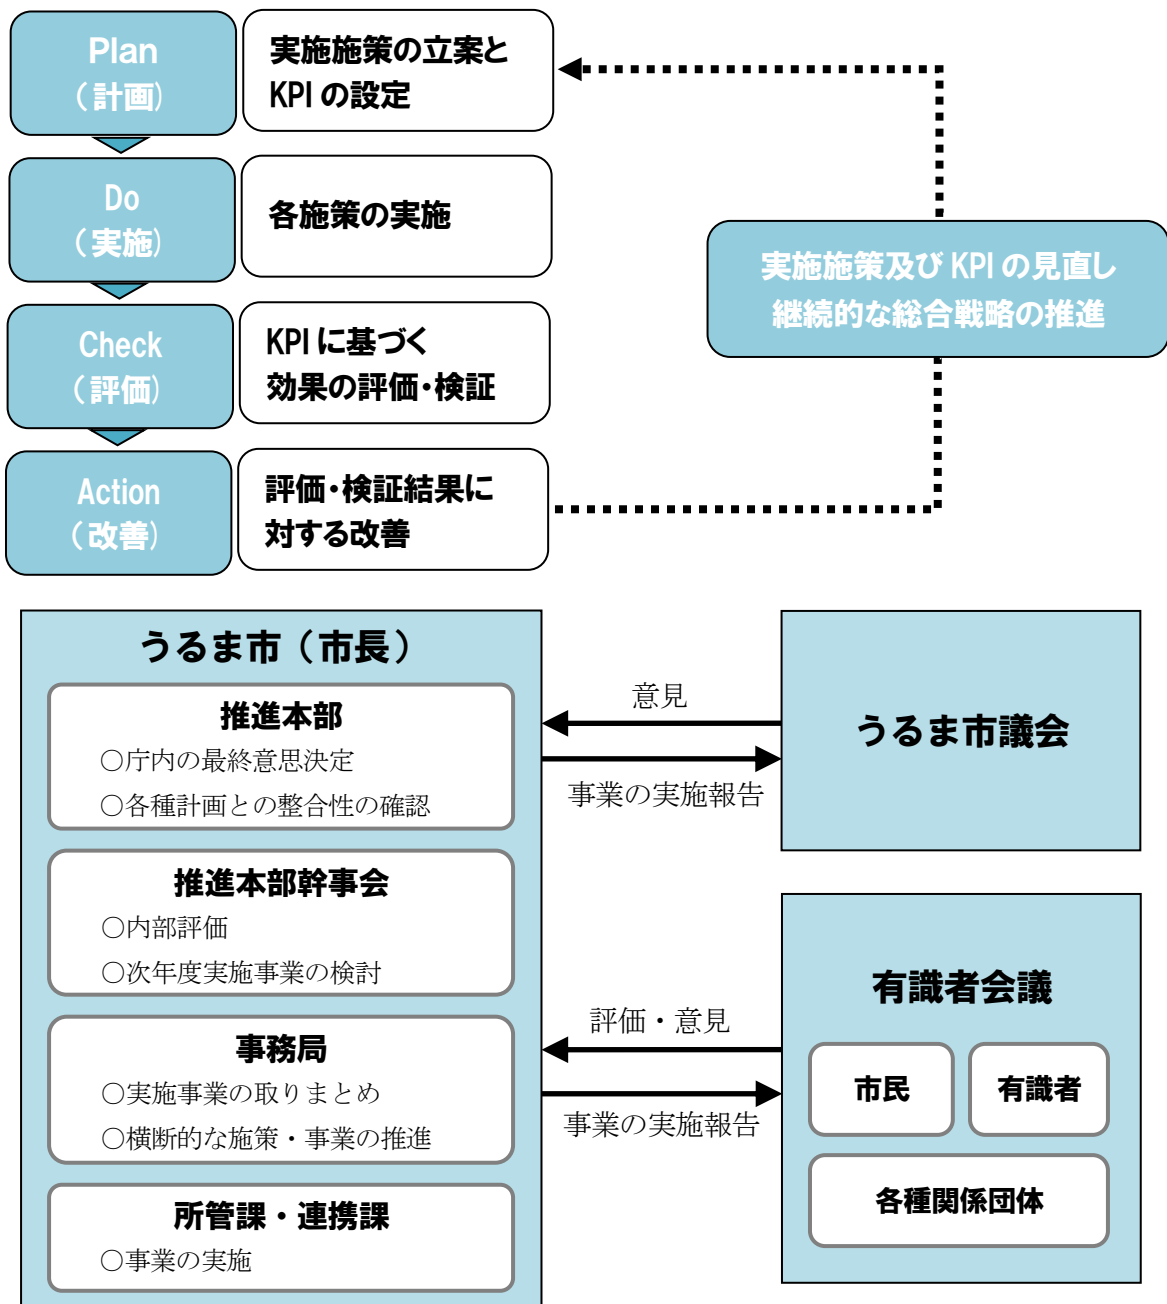 Plan
（計画）
実施施策の立案と
KPI の設定
Do
（実施）
各施策の実施
Check
（評価）
KPI に基づく
効果の評価・検証
Action
（改善）
評価・検証結果に
対する改善
実施施策及び KPI の見直し
継続的な総合戦略の推進
うるま市（市長）
推進本部
○庁内の最終意思決定
○各種計画との整合性の確認
推進本部幹事会
○内部評価
○次年度実施事業の検討
事務局
○実施事業の取りまとめ
○横断的な施策・事業の推進
所管課・連携課
○事業の実施
意見
事業の実施報告
うるま市議会
評価・意見
事業の実施報告
有識者会議
市民
有識者
各種関係団体